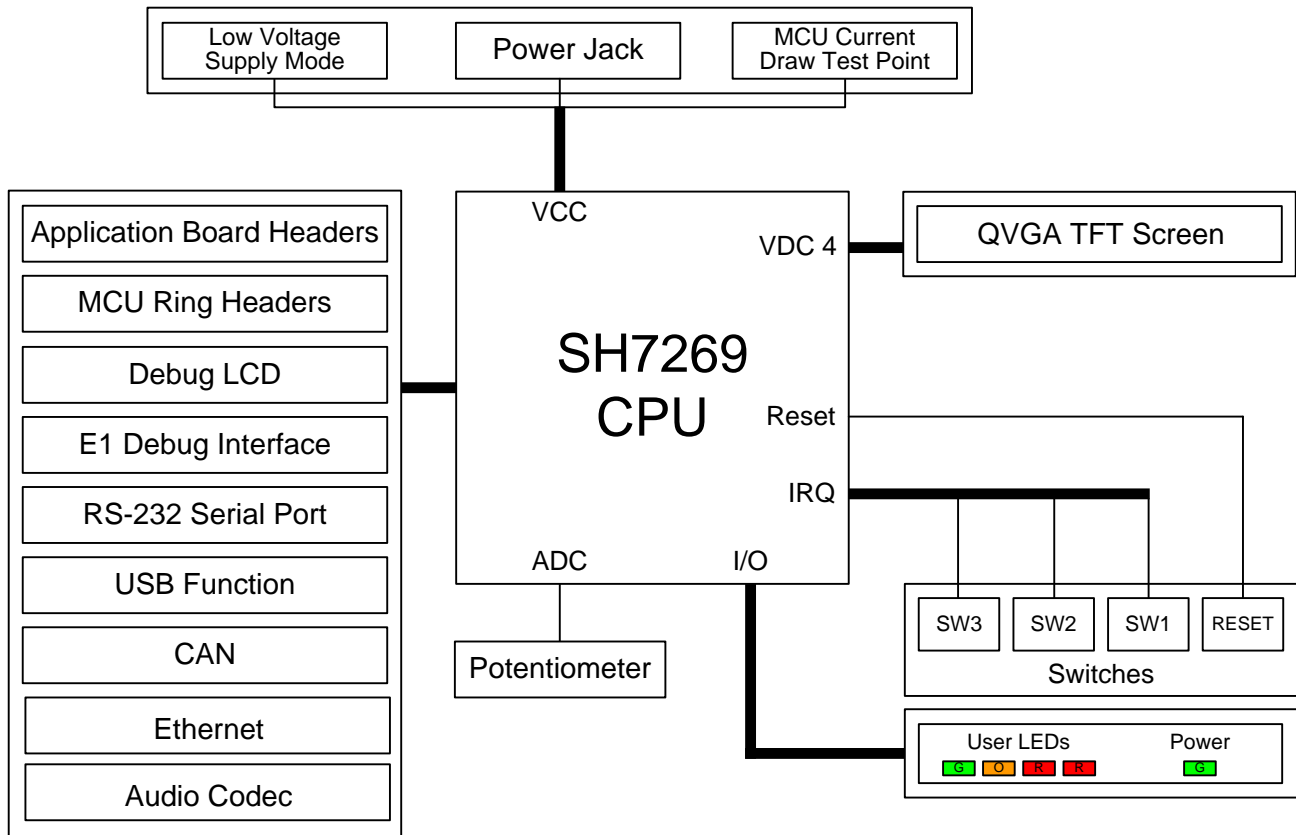 Low Voltage
Supply Mode
Power Jack
MCU Current
Draw Test Point
Application Board Headers
MCU Ring Headers
Debug LCD
E1 Debug Interface
RS-232 Serial Port
USB Function
CAN
Ethernet
Audio Codec
VCC
VDC 4
SH7269
CPU
Reset
IRQ
ADC
I/O
QVGA TFT Screen
Potentiometer
SW3
SW2
SW1
RESET
Switches
User LEDs
Power
G
O
R
R
G